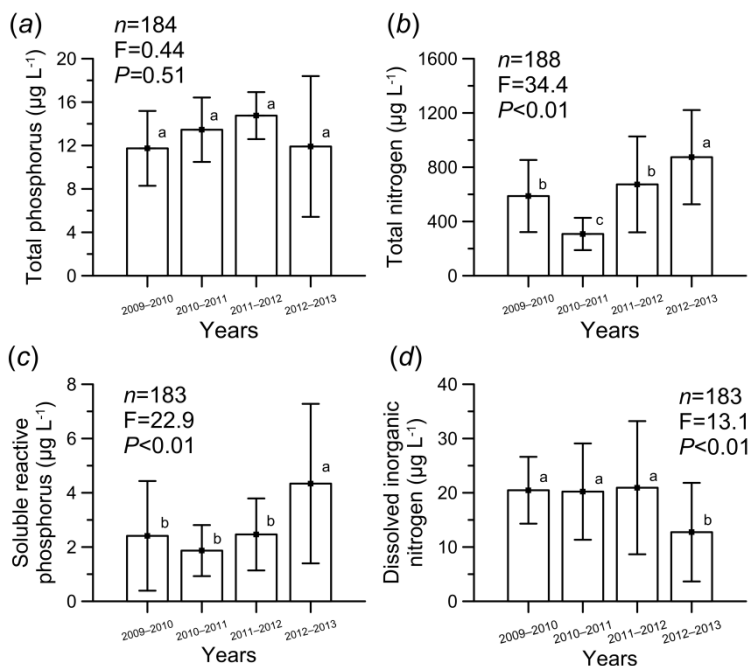 (a)
n=184
F=0.44
P=0.51
Total phosphorus (µg L-1)
20
16
12
8
4
0
a
a
a
a
2009–2010
2010–2011
2011–2012
2012–2013
Years
(b)
n=188
F=34.4
P<0.01
Total nitrogen (µg L-1)
1600
1200
800
400
0
b
c
b
a
2009–2010
2010–2011
2011–2012
2012–2013
Years
(c)
n=183
F=22.9
P<0.01
Soluble reactive
phosphorus (µg L-1)
8
6
4
2
0
b
b
b
a
2009–2010
2010–2011
2011–2012
2012–2013
Years
(d)
n=183
F=13.1
P<0.01
Dissolved inorganic
nitrogen (µg L-1)
40
30
20
10
0
a
a
a
b
2009–2010
2010–2011
2011–2012
2012–2013
Years